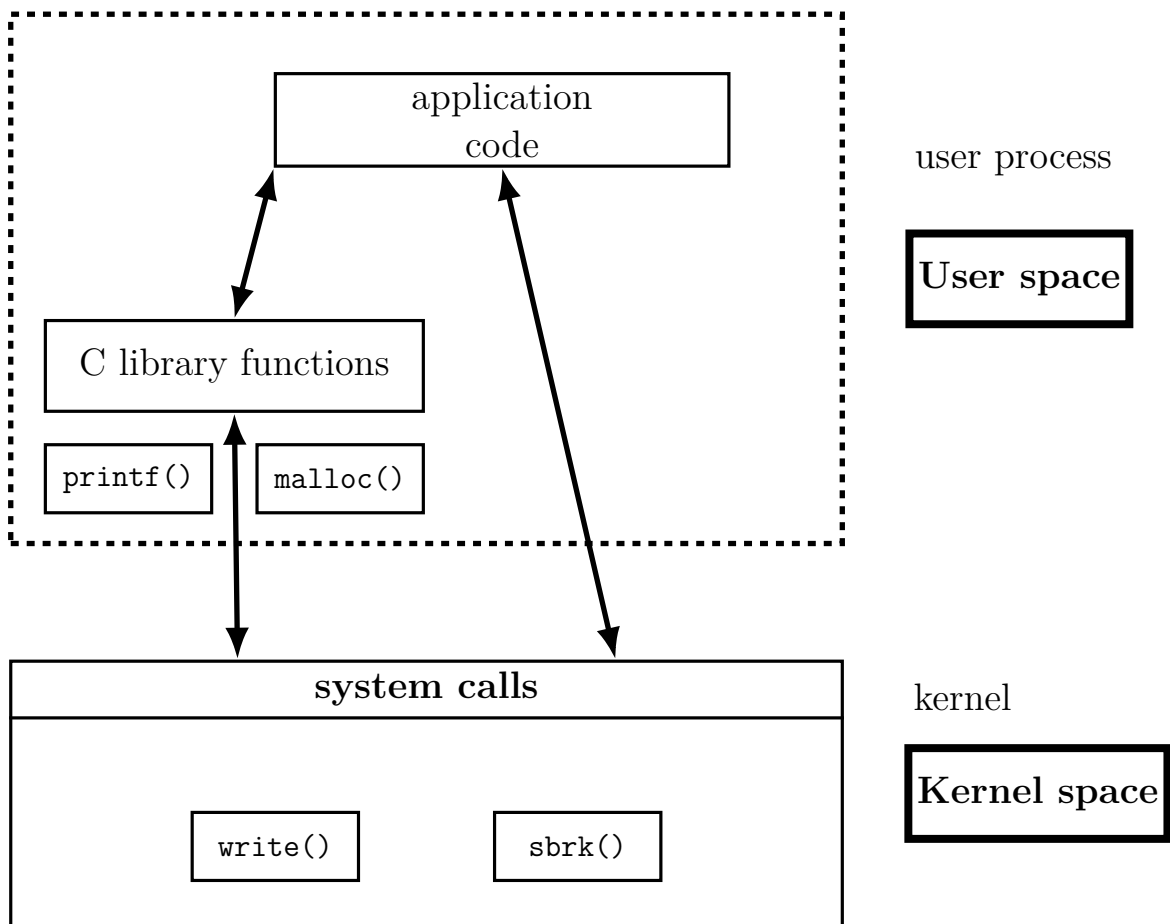 application
code
user process
User space
C library functions
printf()
malloc()
system calls
kernel
Kernel space
write()
sbrk()